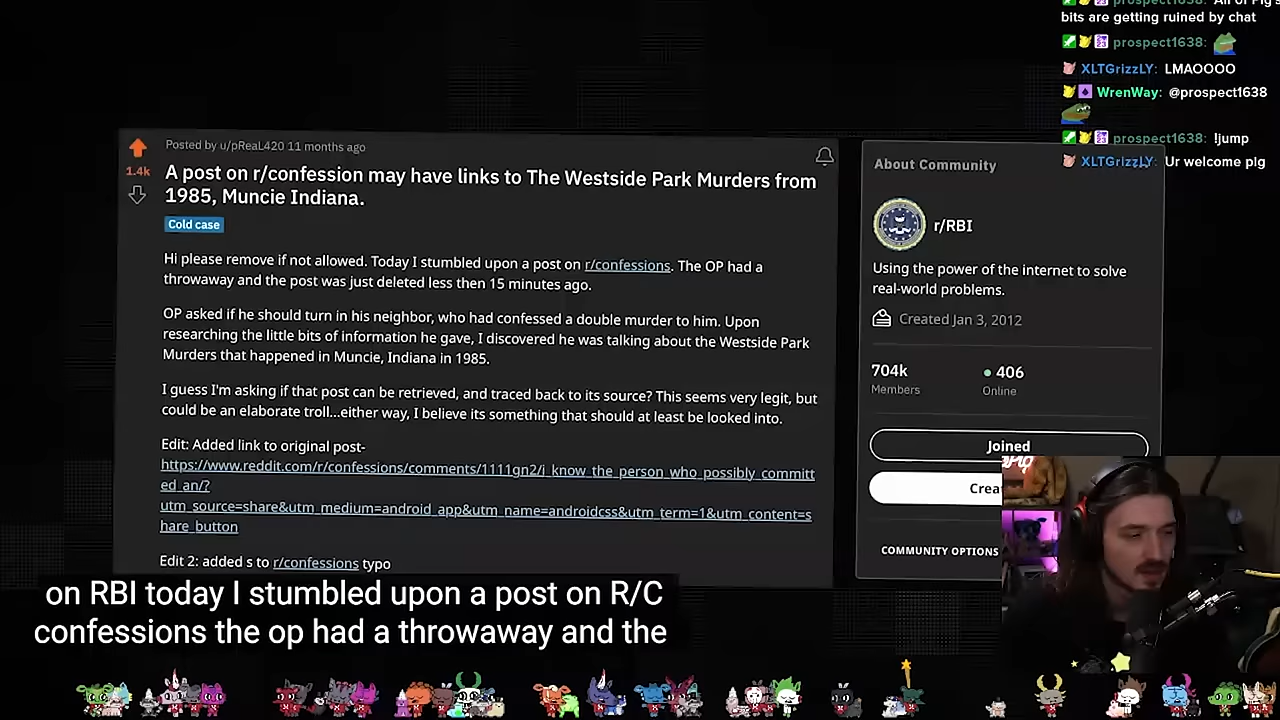 prospect1638:
bits are getting ruined by chat
prospect1638:
XLTGrizzLY: LMAOOOO
WrenWay: @prospect1638
prospect1638: !jump
XLTGrizzLY: Ur welcome pIg
Posted by u/pReaL420 11 months ago
1.4k
A post on r/confession may have links to The Westside Park Murders from
1985, Muncie Indiana.
Cold case
Hi please remove if not allowed. Today I stumbled upon a post on r/confessions. The OP had a
throwaway and the post was just deleted less then 15 minutes ago.
OP asked if he should turn in his neighbor, who had confessed a double murder to him. Upon
researching the little bits of information he gave, I discovered he was talking about the Westside Park
Murders that happened in Muncie, Indiana in 1985.
I guess I'm asking if that post can be retrieved, and traced back to its source? This seems very legit, but
could be an elaborate troll...either way, I believe its something that should at least be looked into.
Edit: Added link to original post-
https://www.reddit.com/r/confessions/comments/1111gn2/i_know_the_person_who_possibly_committ
ed_an/?
utm_source=share&utm_medium=android_app&utm_name=androidcss&utm_term=1&utm_content=s
hare_button
Edit 2: added s to r/confessions typo
About Community
r/RBI
Using the power of the internet to solve
real-world problems.
Created Jan 3, 2012
704k
Members
406
Online
Joined
Crea
COMMUNITY OPTIONS
on RBI today I stumbled upon a post on R/C
confessions the op had a throwaway and the